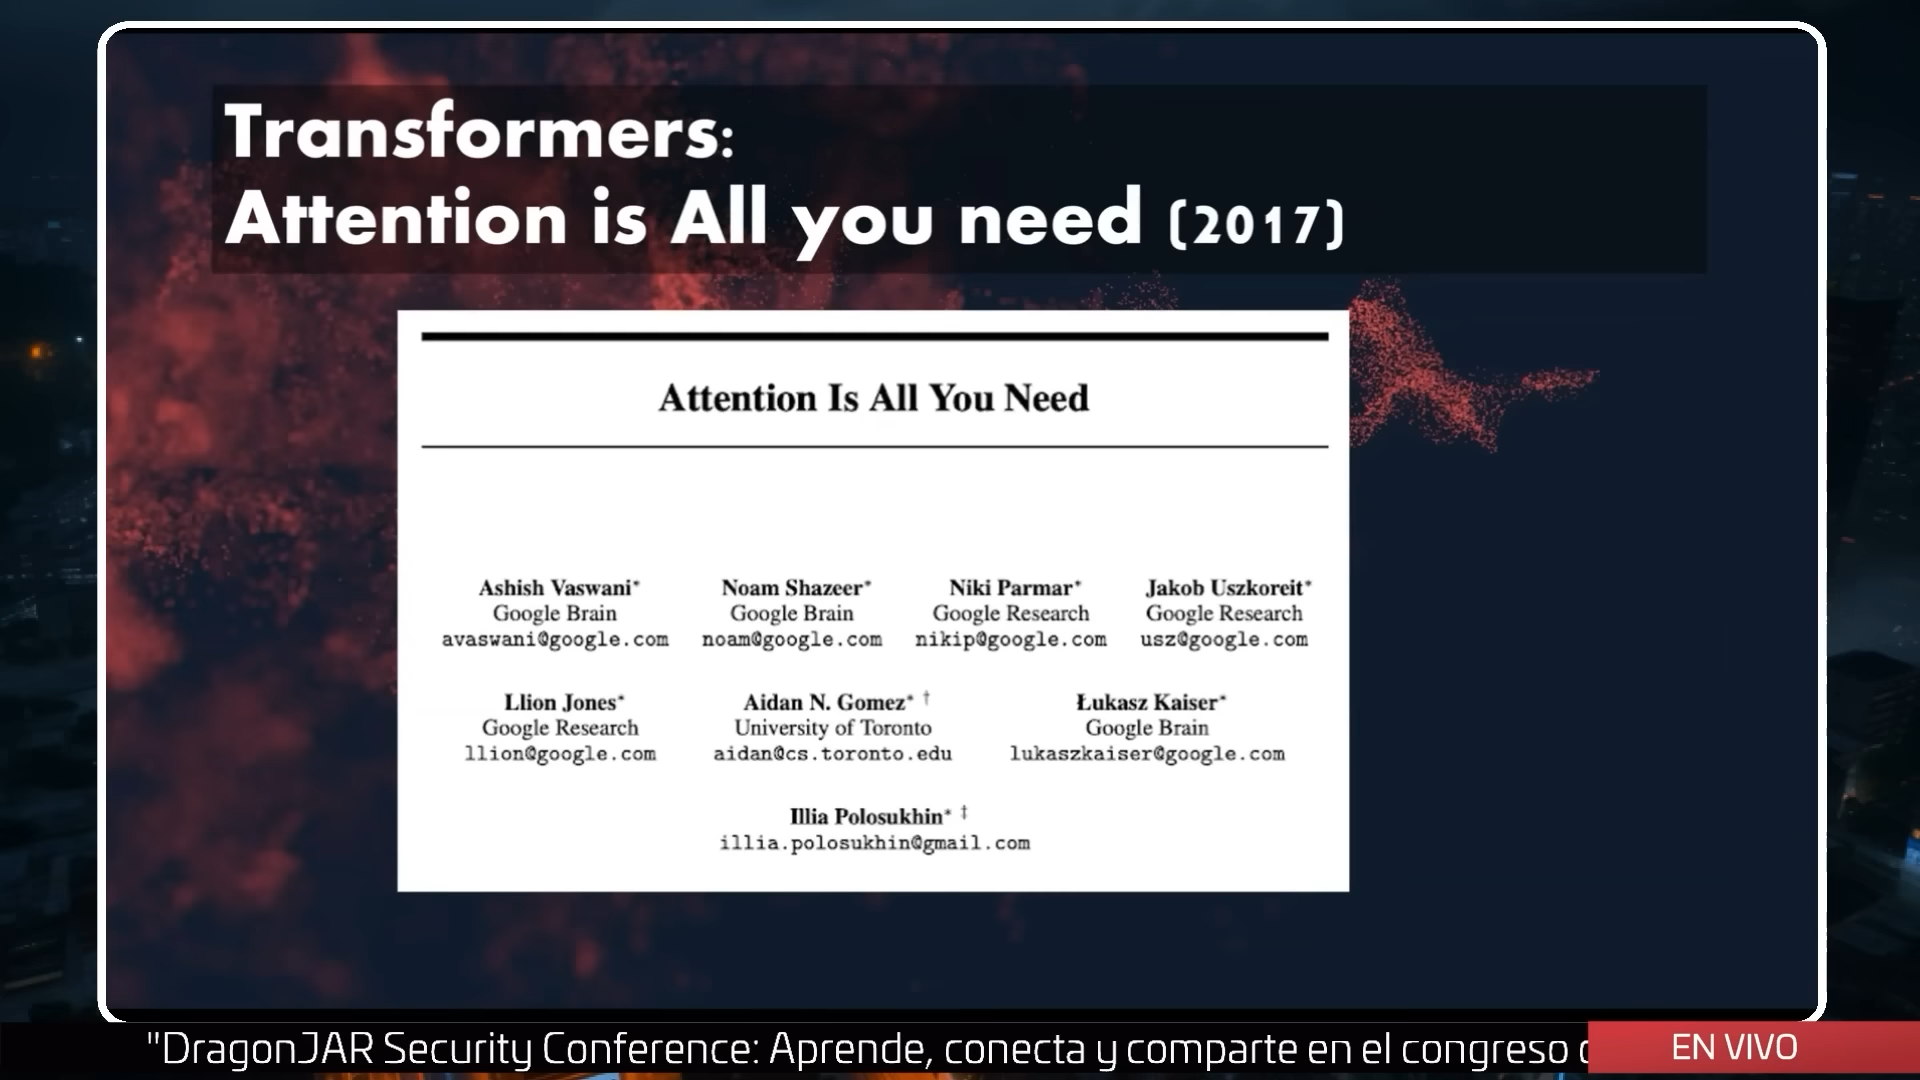 Transformers:
Attention is All you need (2017)
Attention Is All You Need
Ashish Vaswani* Noam Shazeer* Niki Parmar* Jakob Uszkoreit*
Google Brain Google Brain Google Research Google Research
avaswani@google.com noam@google.com nikip@google.com usz@google.com
Llion Jones* Aidan N. Gomez* † Łukasz Kaiser*
Google Research University of Toronto Google Brain
llion@google.com aidan@cs.toronto.edu lukaszkaiser@google.com
Illia Polosukhin* ‡
illia.polosukhin@gmail.com
"DragonJAR Security Conference: Aprende, conecta y comparte en el congreso
EN VIVO